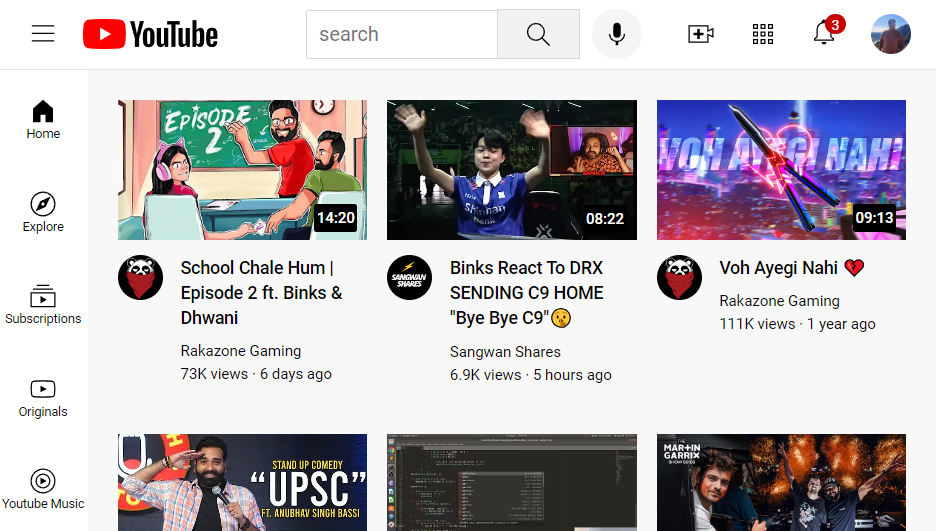 YouTube
search
3
Home
Explore
Subscriptions
Originals
Youtube Music
EPISODE
2
14:20
School Chale Hum |
Episode 2 ft. Binks &
Dhwani
Rakazone Gaming
73K views · 6 days ago
Shinhan
Bank
08:22
SANGWAN
SHARES
Binks React To DRX
SENDING C9 HOME
"Bye Bye C9"🤫
Sangwan Shares
6.9K views · 5 hours ago
VOH AYEGI NAHI
09:13
Voh Ayegi Nahi 💔
Rakazone Gaming
111K views · 1 year ago
STAND UP COMEDY
"UPSC"
FT. ANUBHAV SINGH BASSI
THE
MARTIN
GARRIX
SHOW